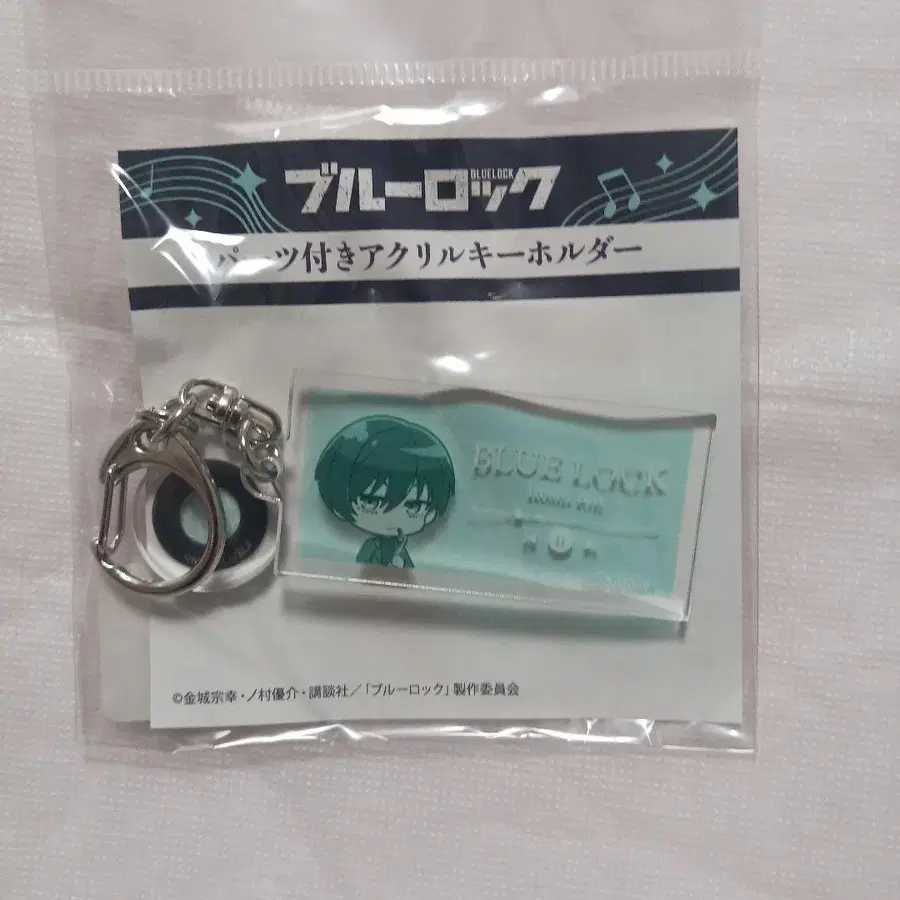 ブルーロック
BLUELOCK
パーツ付きアクリルキーホルダー
BLUE LOCK
Itoshi Rin
©金城宗幸・ノ村優介・講談社／「ブルーロック」製作委員会